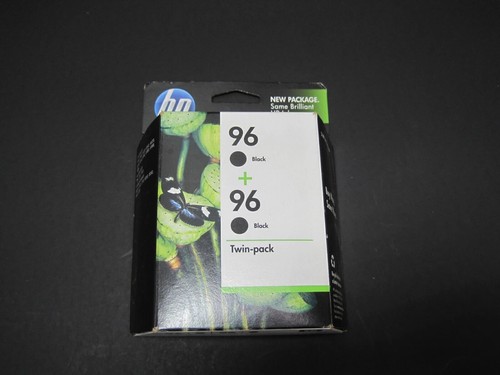 hp
NEW PACKAGE.
Same Brilliant
96
Black
+
96
Black
Twin-pack